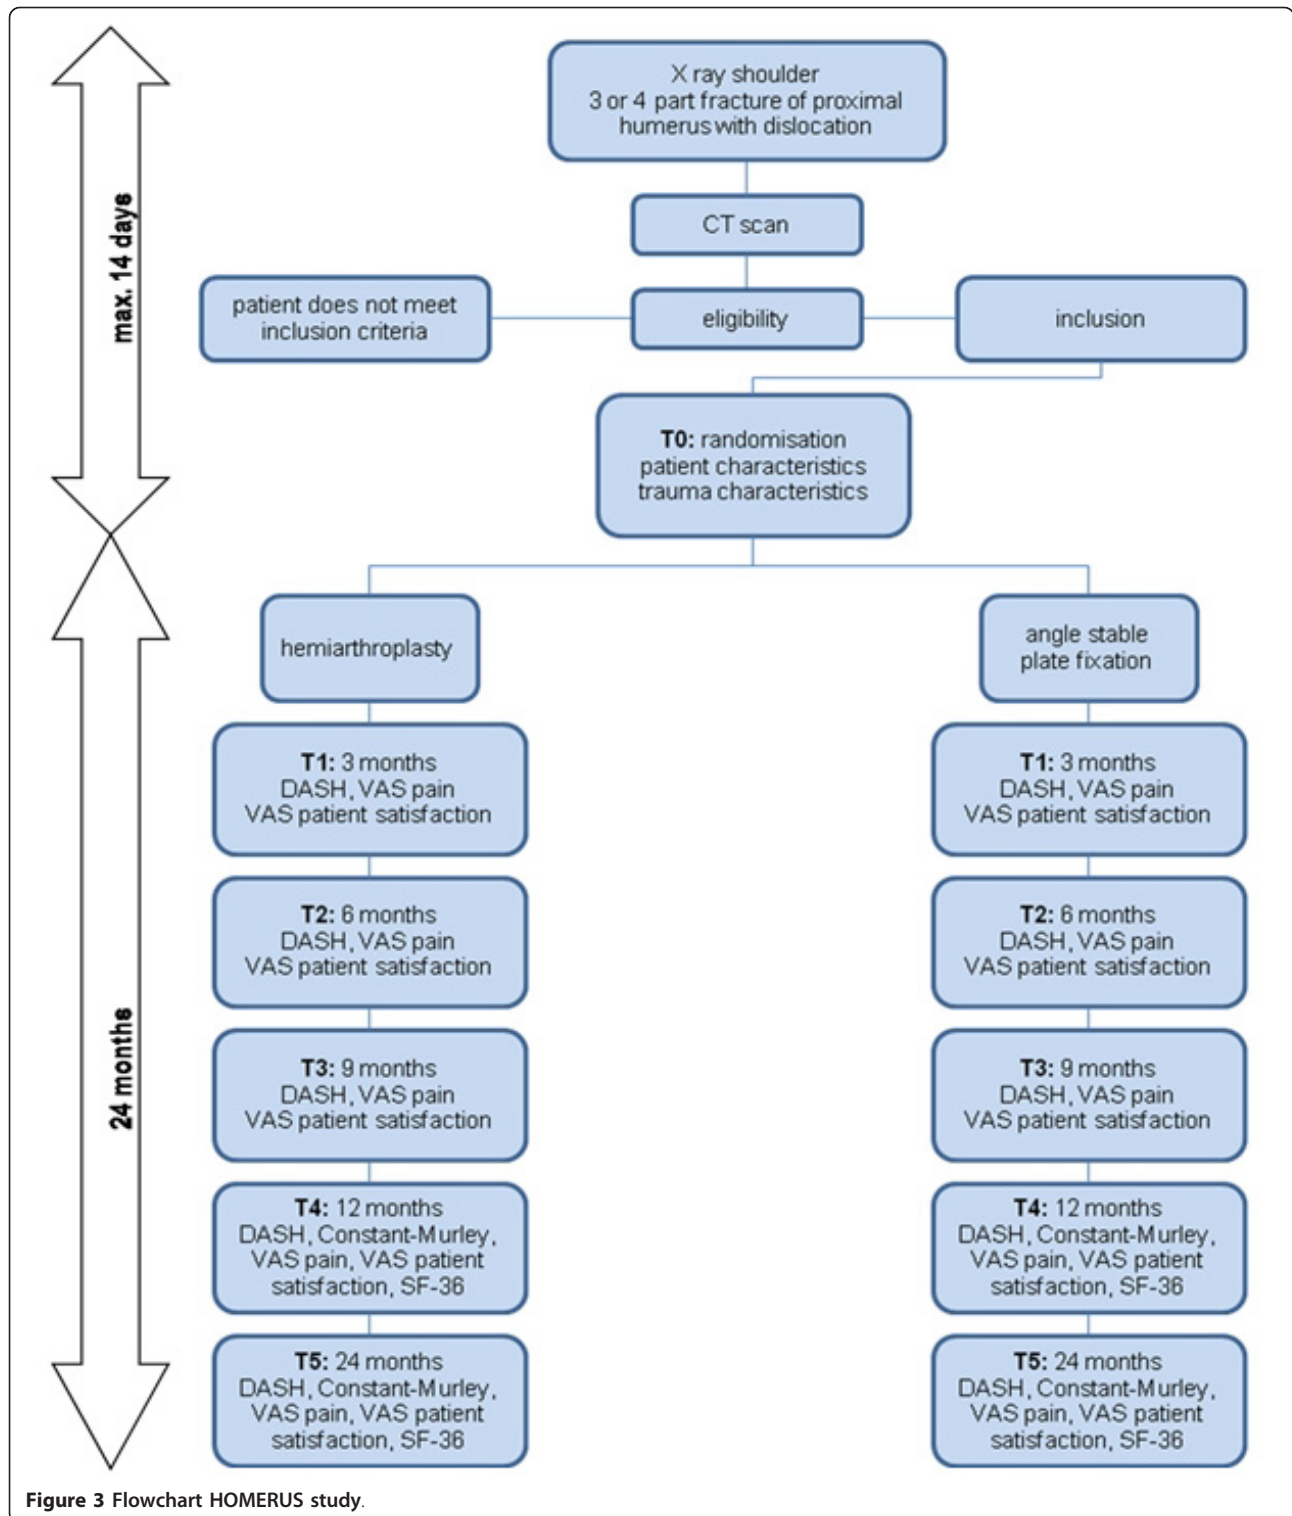 X ray shoulder
3 or 4 part fracture of proximal
humerus with dislocation
CT scan
max. 14 days
patient does not meet
inclusion criteria
eligibility
inclusion
T0: randomisation
patient characteristics
trauma characteristics
hemiarthroplasty
angle stable
plate fixation
24 months
T1: 3 months
DASH, VAS pain
VAS patient satisfaction
T1: 3 months
DASH, VAS pain
VAS patient satisfaction
T2: 6 months
DASH, VAS pain
VAS patient satisfaction
T2: 6 months
DASH, VAS pain
VAS patient satisfaction
T3: 9 months
DASH, VAS pain
VAS patient satisfaction
T3: 9 months
DASH, VAS pain
VAS patient satisfaction
T4: 12 months
DASH, Constant-Murley,
VAS pain, VAS patient
satisfaction, SF-36
T4: 12 months
DASH, Constant-Murley,
VAS pain, VAS patient
satisfaction, SF-36
T5: 24 months
DASH, Constant-Murley,
VAS pain, VAS patient
satisfaction, SF-36
T5: 24 months
DASH, Constant-Murley,
VAS pain, VAS patient
satisfaction, SF-36
Figure 3 Flowchart HOMERUS study.